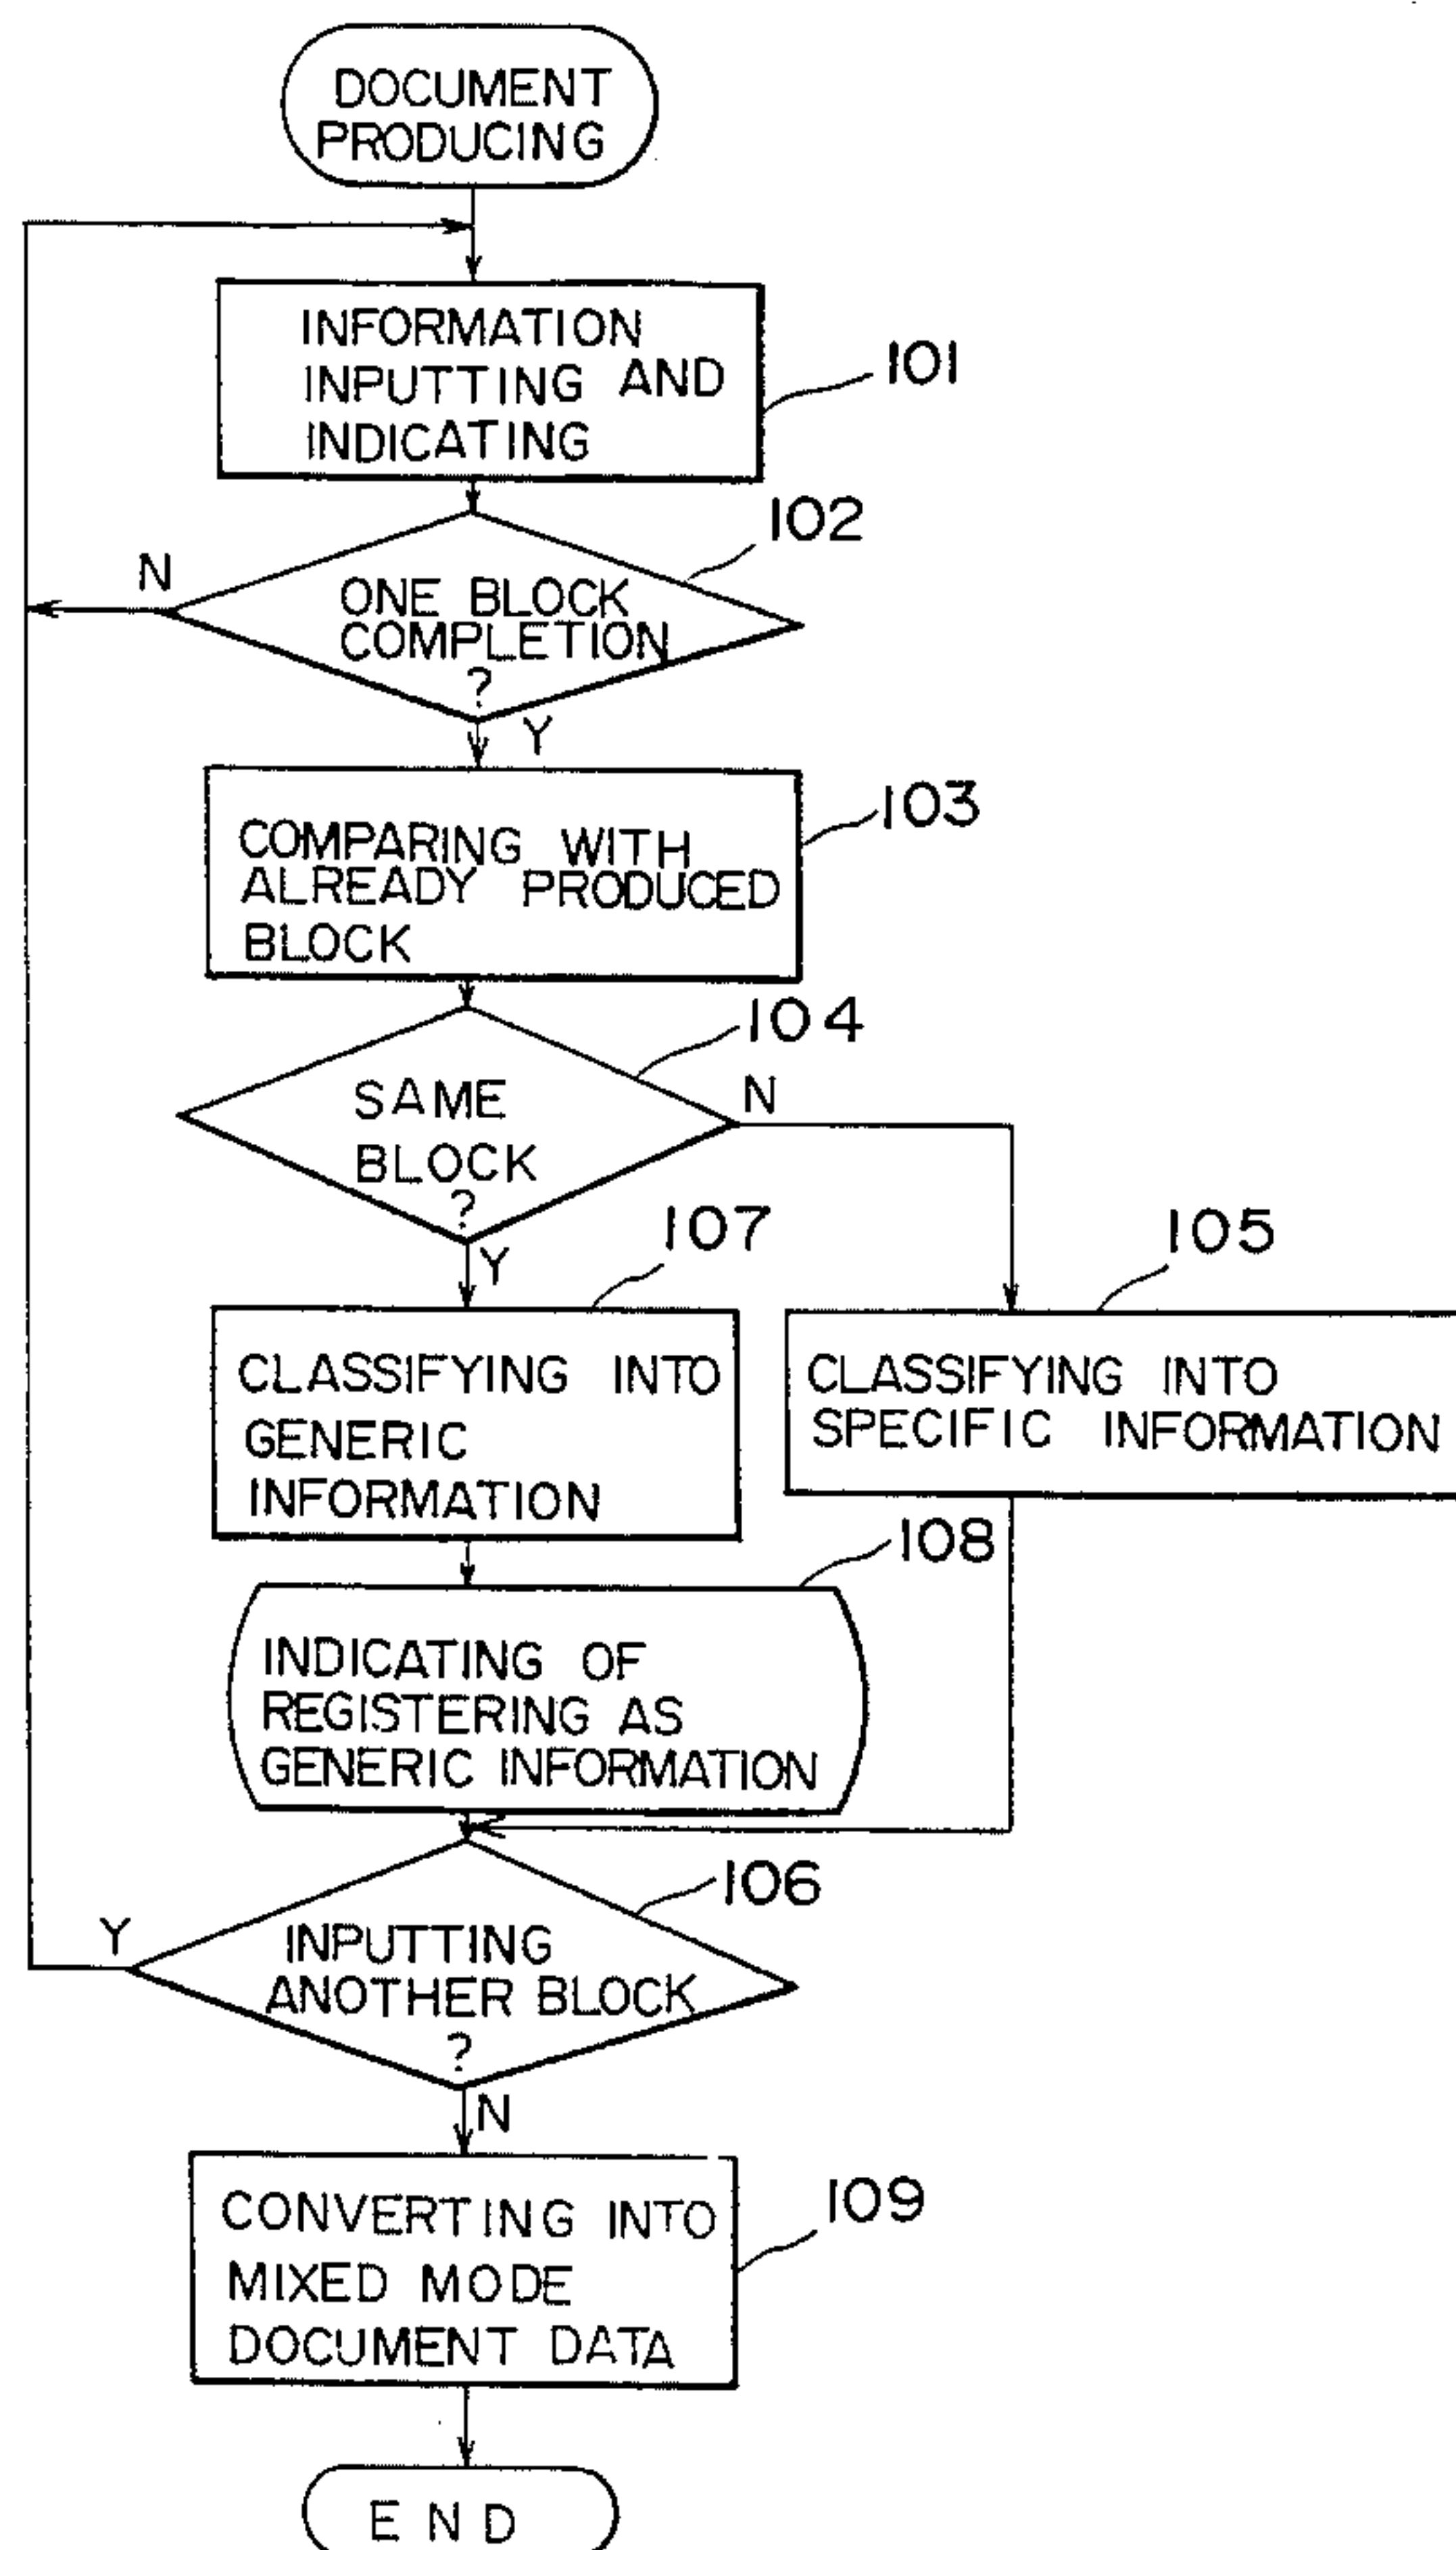 DOCUMENT
PRODUCING
INFORMATION
INPUTTING AND
INDICATING
101
102
N
ONE BLOCK
COMPLETION
?
Y
103
COMPARING WITH
ALREADY PRODUCED
BLOCK
104
N
SAME
BLOCK
?
Y
107
105
CLASSIFYING INTO
GENERIC
INFORMATION
CLASSIFYING INTO
SPECIFIC INFORMATION
108
INDICATING OF
REGISTERING AS
GENERIC INFORMATION
106
Y
INPUTTING
ANOTHER BLOCK
?
N
109
CONVERTING INTO
MIXED MODE
DOCUMENT DATA
END